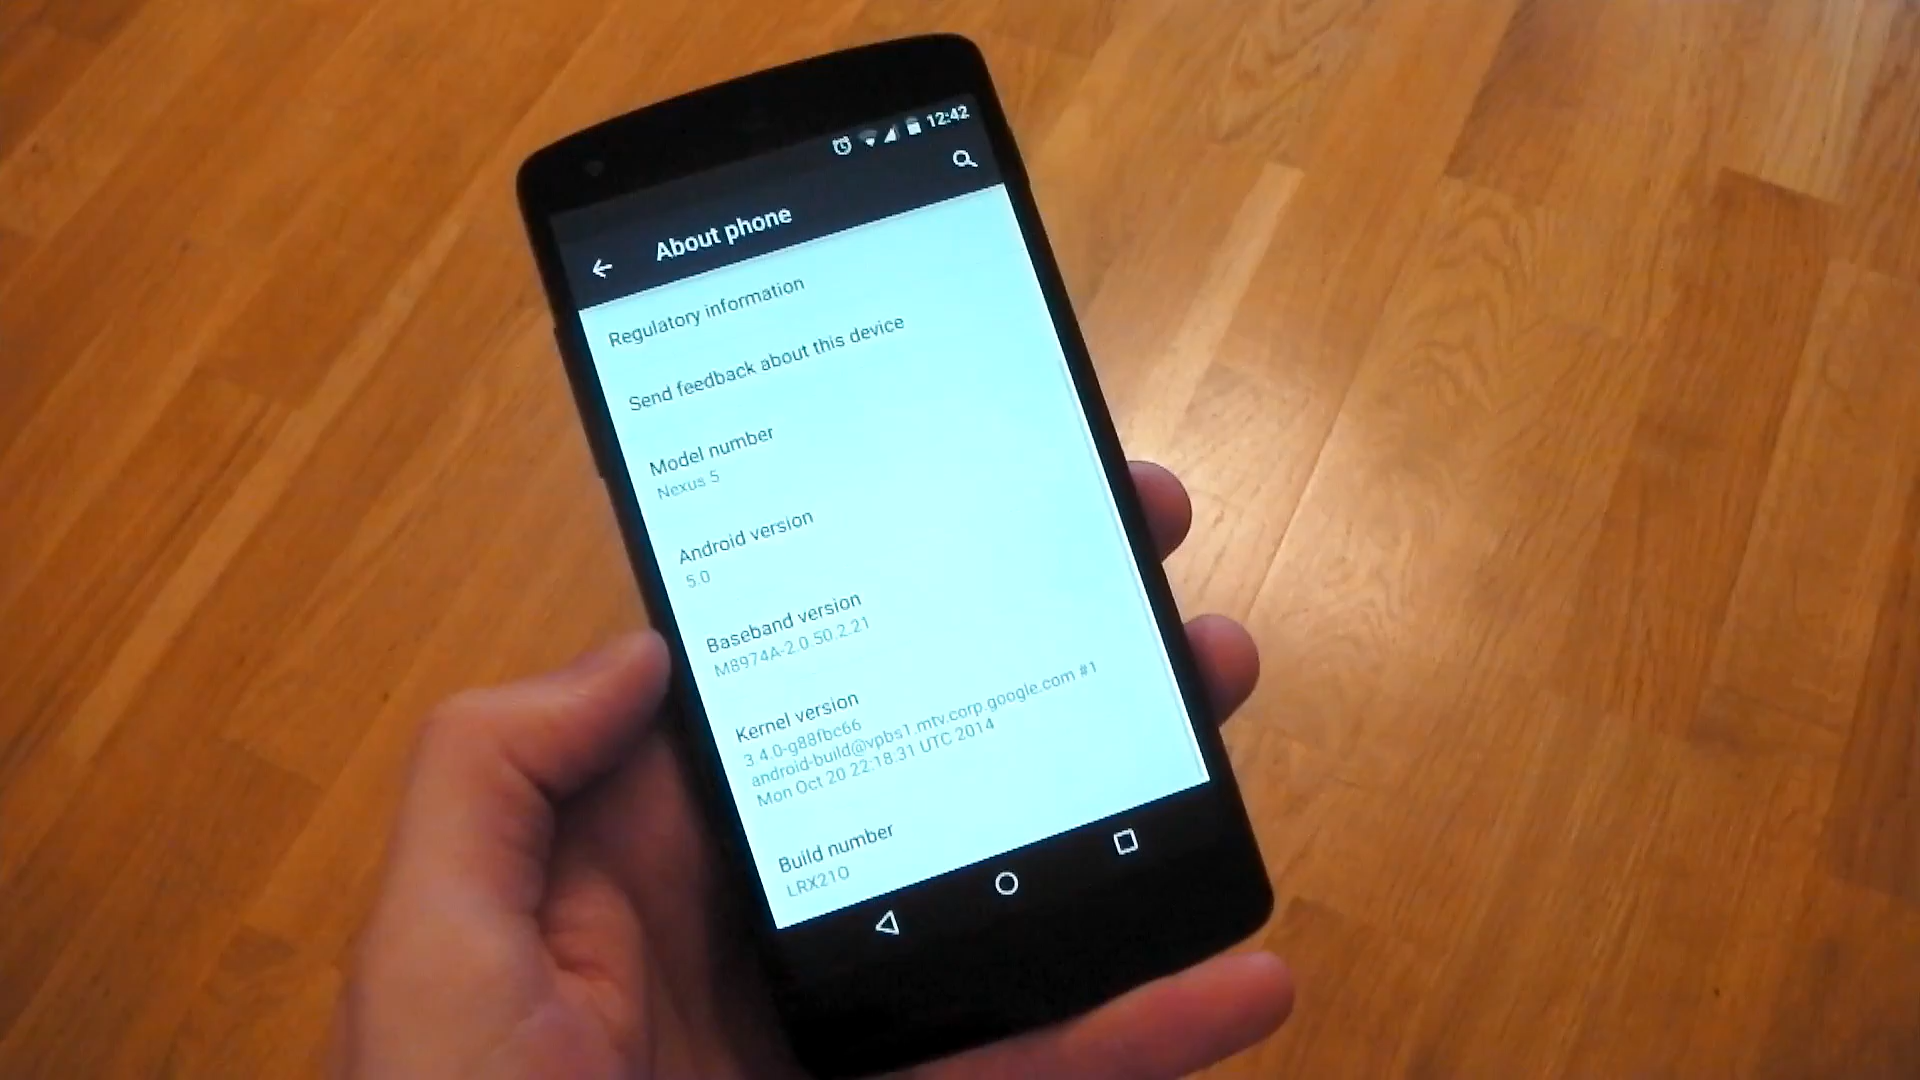 12:42
About phone
Regulatory information
Send feedback about this device
Model number
Nexus 5
Android version
5.0
Baseband version
M8974A-2.0.50.2.21
Kernel version
3.4.0-g88fbc66
android-build@vpbs1.mtv.corp.google.com #1
Mon Oct 20 22:18:31 UTC 2014
Build number
LRX21O